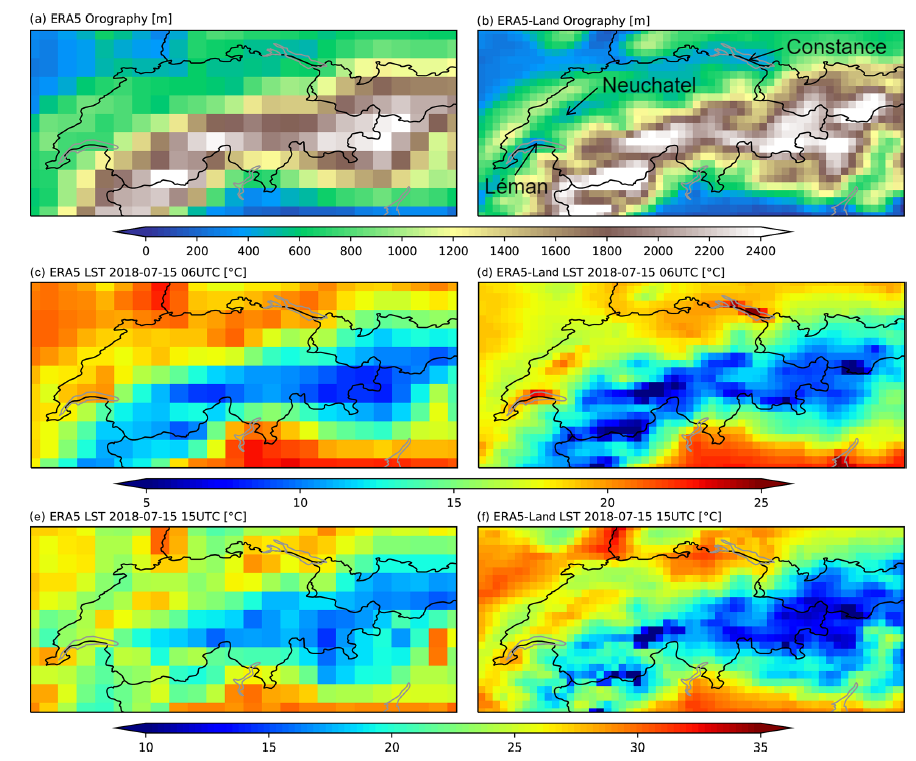 (a) ERA5 Orography [m]
(b) ERA5-Land Orography [m]
Constance
Neuchatel
Léman
0 200 400 600 800 1000 1200 1400 1600 1800 2000 2200 2400
(c) ERA5 LST 2018-07-15 06UTC [°C]
(d) ERA5-Land LST 2018-07-15 06UTC [°C]
5 10 15 20 25
(e) ERA5 LST 2018-07-15 15UTC [°C]
(f) ERA5-Land LST 2018-07-15 15UTC [°C]
10 15 20 25 30 35